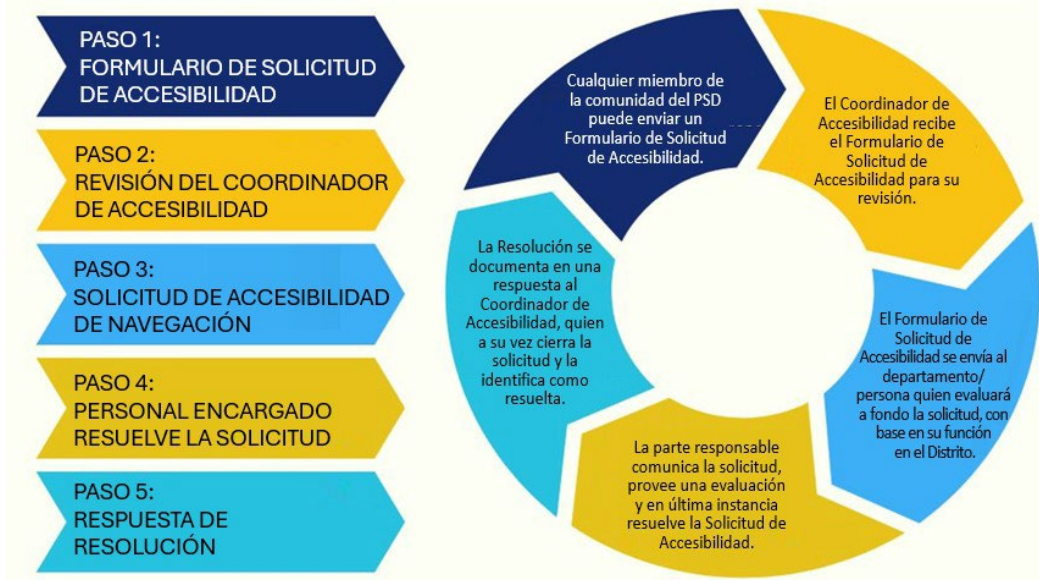 PASO 1:
FORMULARIO DE SOLICITUD
DE ACCESIBILIDAD
PASO 2:
REVISIÓN DEL COORDINADOR
DE ACCESIBILIDAD
PASO 3:
SOLICITUD DE ACCESIBILIDAD
DE NAVEGACIÓN
PASO 4:
PERSONAL ENCARGADO
RESUELVE LA SOLICITUD
PASO 5:
RESPUESTA DE
RESOLUCIÓN
Cualquier miembro de
la comunidad del PSD
puede enviar un
Formulario de Solicitud
de Accesibilidad.
El Coordinador de
Accesibilidad recibe
el Formulario de
Solicitud de
Accesibilidad para su
revisión.
El Formulario de
Solicitud de
Accesibilidad se envía al
departamento/
persona quien evaluará
a fondo la solicitud, con
base en su función
en el Distrito.
La parte responsable
comunica la solicitud,
provee una evaluación
y en última instancia
resuelve la Solicitud de
Accesibilidad.
La Resolución se
documenta en una
respuesta al
Coordinador de
Accesibilidad, quien
a su vez cierra la
solicitud y la
identifica como
resuelta.